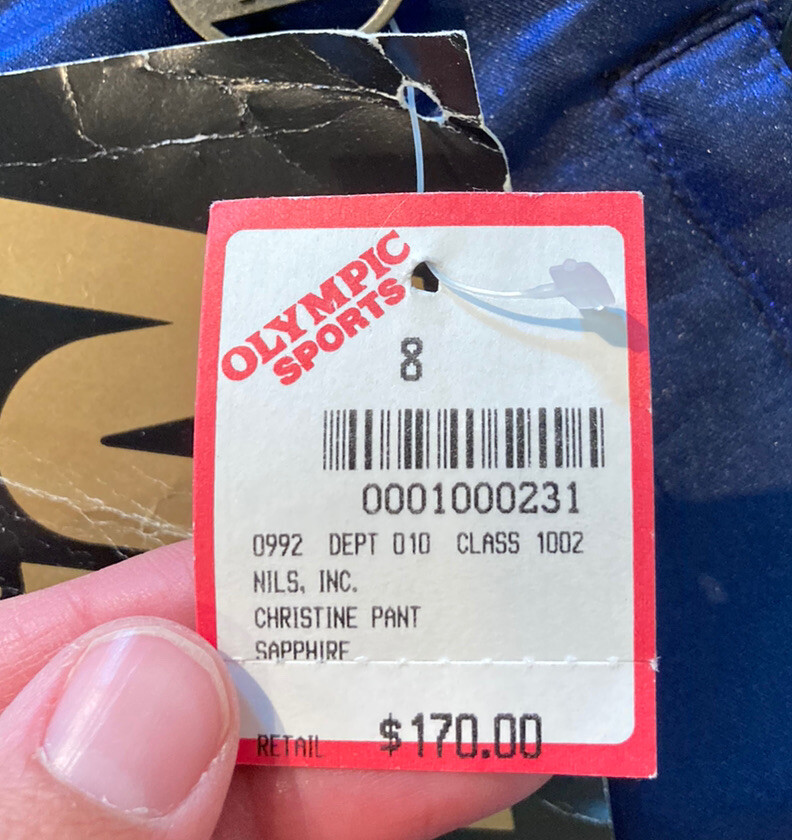 OLYMPIC
SPORTS
8
0001000231
0992 DEPT 010 CLASS 1002
NILS, INC.
CHRISTINE PANT
SAPPHIRE
RETAIL $170.00